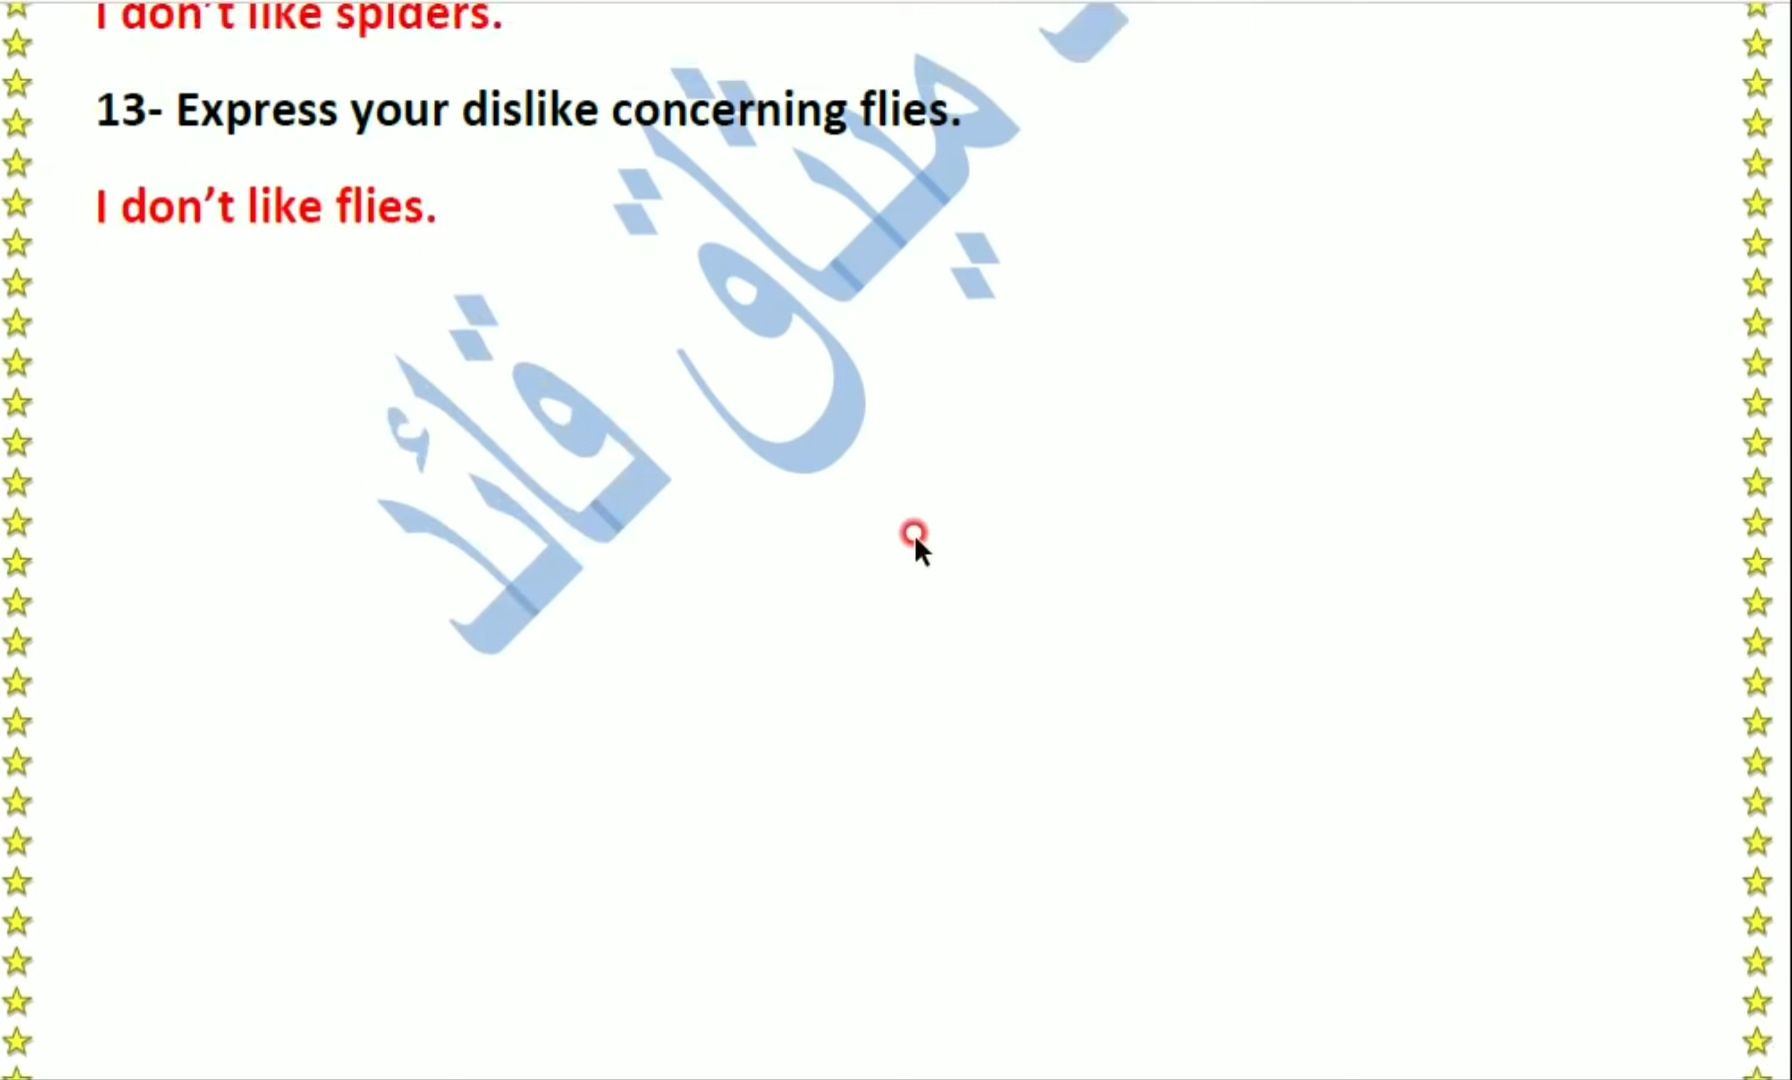 I don't like spiders.
13- Express your dislike concerning flies.
I don't like flies.